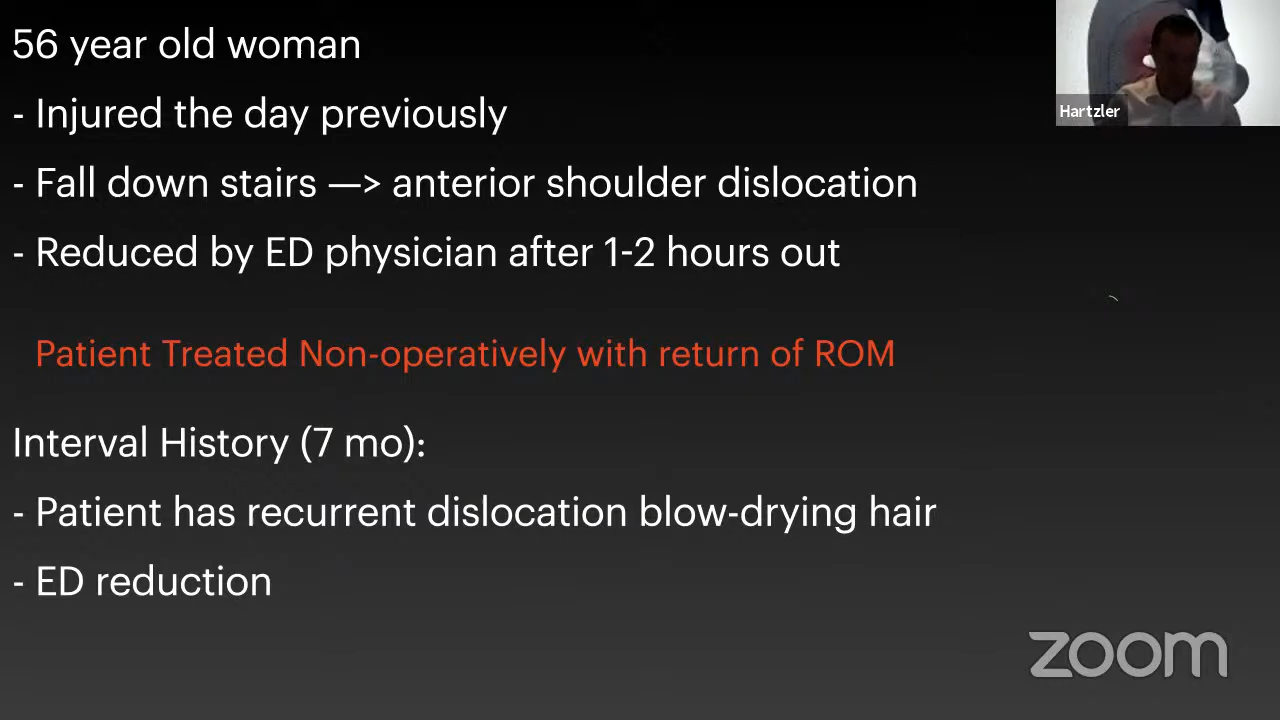 56 year old woman
- Injured the day previously
- Fall down stairs —> anterior shoulder dislocation
- Reduced by ED physician after 1-2 hours out
Patient Treated Non-operatively with return of ROM
Interval History (7 mo):
- Patient has recurrent dislocation blow-drying hair
- ED reduction
Hartzler
zoom